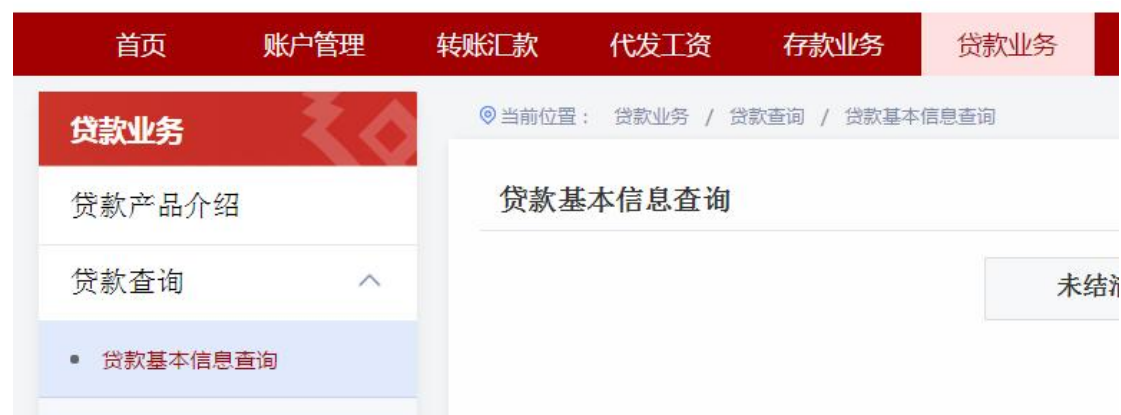 首页 账户管理 转账汇款 代发工资 存款业务 贷款业务
贷款业务
当前位置： 贷款业务 / 贷款查询 / 贷款基本信息查询
贷款产品介绍
贷款基本信息查询
贷款查询
未结
贷款基本信息查询